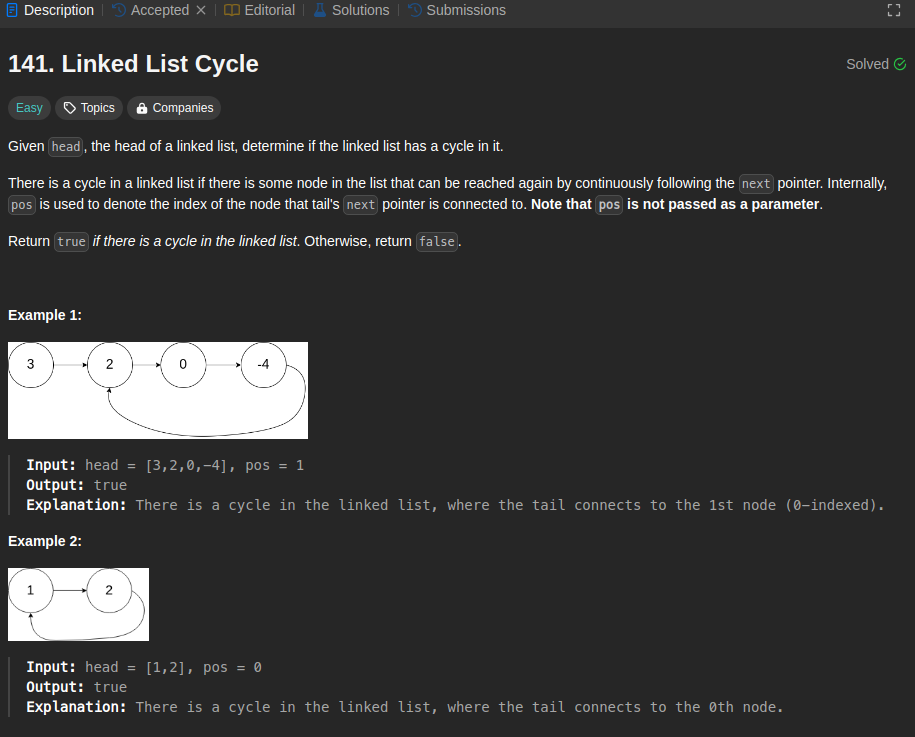 Description Accepted Editorial Solutions Submissions
141. Linked List Cycle
Solved
Easy Topics Companies
Given head, the head of a linked list, determine if the linked list has a cycle in it.
There is a cycle in a linked list if there is some node in the list that can be reached again by continuously following the next pointer. Internally,
pos is used to denote the index of the node that tail's next pointer is connected to. Note that pos is not passed as a parameter.
Return true if there is a cycle in the linked list. Otherwise, return false.
Example 1:
3 2 0 -4
Input: head = [3,2,0,-4], pos = 1
Output: true
Explanation: There is a cycle in the linked list, where the tail connects to the 1st node (0-indexed).
Example 2:
1 2
Input: head = [1,2], pos = 0
Output: true
Explanation: There is a cycle in the linked list, where the tail connects to the 0th node.